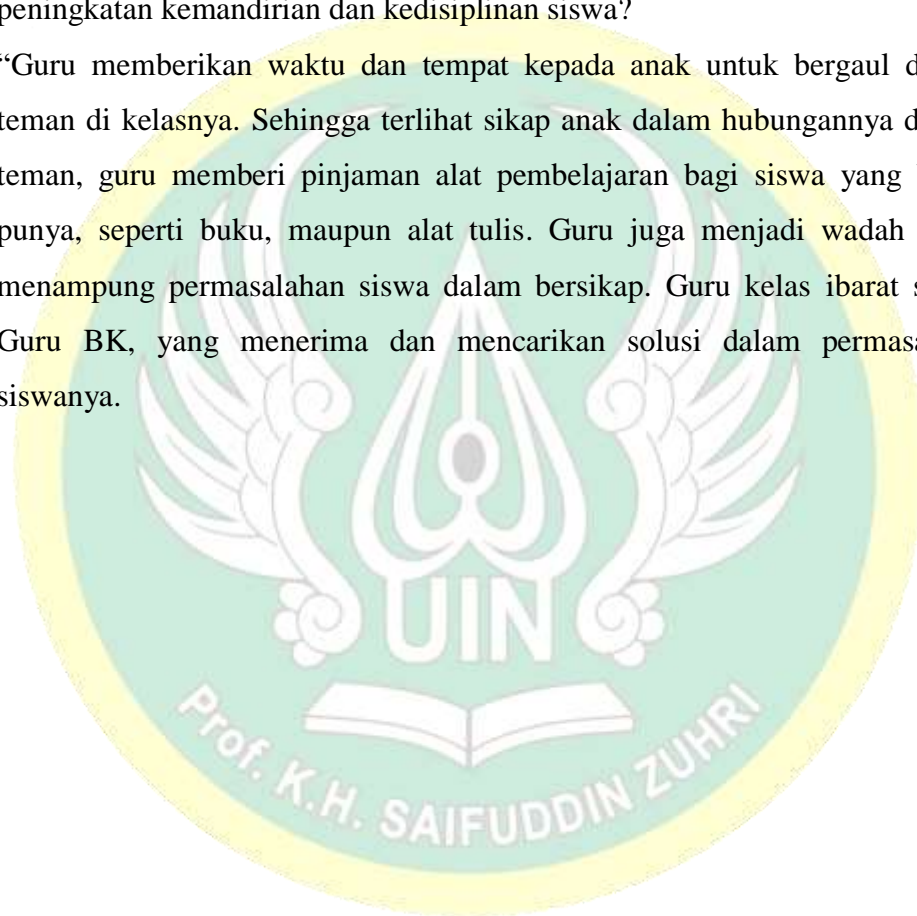 peningkatan kemandirian dan kedisiplinan siswa?
“Guru memberikan waktu dan tempat kepada anak untuk bergaul d
teman di kelasnya. Sehingga terlihat sikap anak dalam hubungannya d
teman, guru memberi pinjaman alat pembelajaran bagi siswa yang
punya, seperti buku, maupun alat tulis. Guru juga menjadi wadah
menampung permasalahan siswa dalam bersikap. Guru kelas ibarat s
Guru BK, yang menerima dan mencarikan solusi dalam permasa
siswanya.
UIN
Prof. K.H. SAIFUDDIN ZUHRI